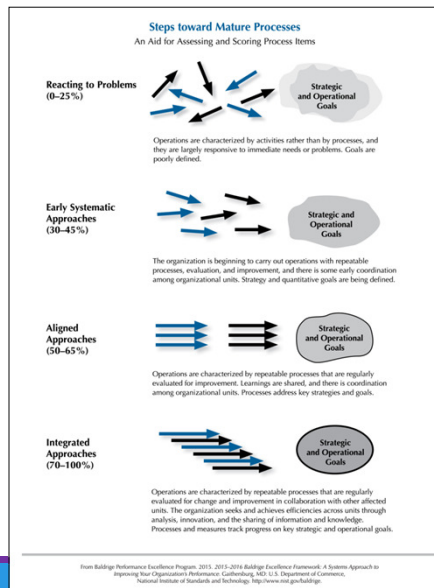 Steps toward Mature Processes
An Aid for Assessing and Scoring Process Items
Reacting to Problems
(0–25%)
Strategic
and Operational
Goals
Operations are characterized by activities rather than by processes, and
they are largely responsive to immediate needs or problems. Goals are
poorly defined.
Early Systematic
Approaches
(30–45%)
Strategic and
Operational
Goals
The organization is beginning to carry out operations with repeatable
processes, evaluation, and improvement, and there is some early coordination
among organizational units. Strategy and quantitative goals are being defined.
Aligned
Approaches
(50–65%)
Strategic
and Operational
Goals
Operations are characterized by repeatable processes that are regularly
evaluated for improvement. Learnings are shared, and there is coordination
among organizational units. Processes address key strategies and goals.
Integrated
Approaches
(70–100%)
Strategic
and Operational
Goals
Operations are characterized by repeatable processes that are regularly
evaluated for change and improvement in collaboration with other affected
units. The organization seeks and achieves efficiencies across units through
analysis, innovation, and the sharing of information and knowledge.
Processes and measures track progress on key strategic and operational goals.
From Baldrige Performance Excellence Program. 2015. 2015–2016 Baldrige Excellence Framework: A Systems Approach to
Improving Your Organization's Performance. Gaithersburg, MD: U.S. Department of Commerce,
National Institute of Standards and Technology. http://www.nist.gov/baldrige.